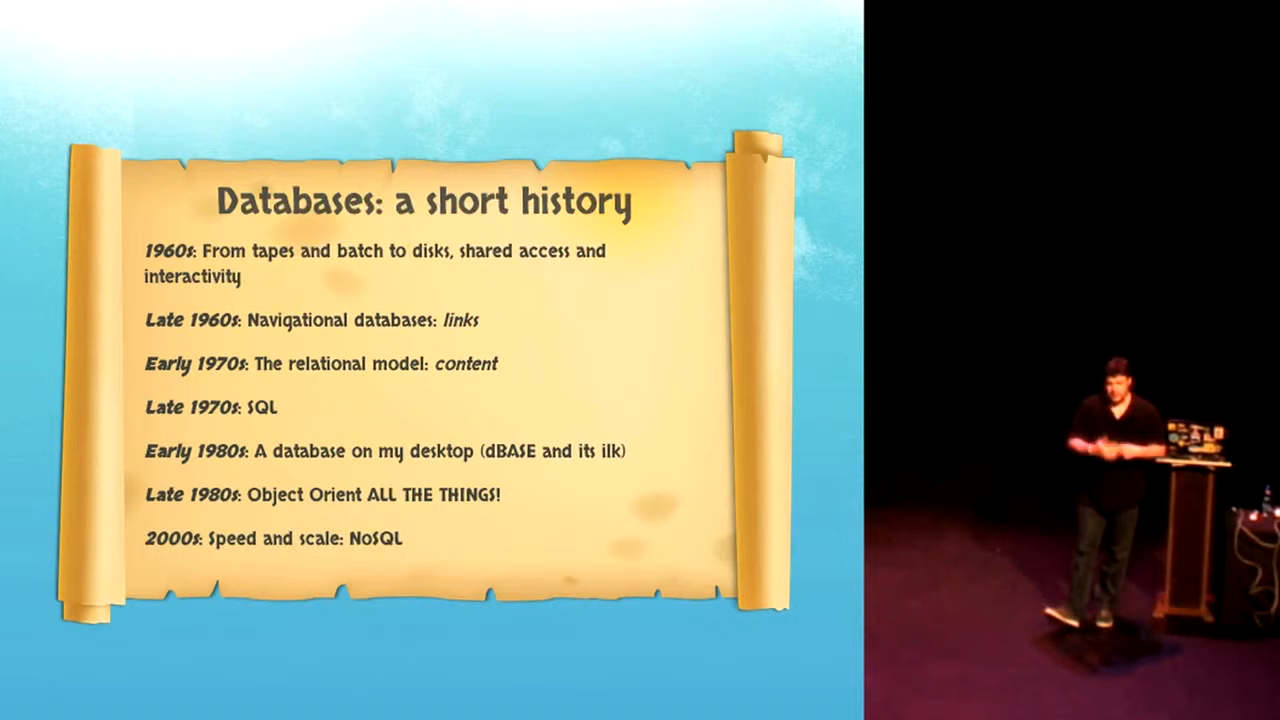 Databases: a short history
1960s: From tapes and batch to disks, shared access and
interactivity
Late 1960s: Navigational databases: links
Early 1970s: The relational model: content
Late 1970s: SQL
Early 1980s: A database on my desktop (dBASE and its ilk)
Late 1980s: Object Orient ALL THE THINGS!
2000s: Speed and scale: NoSQL